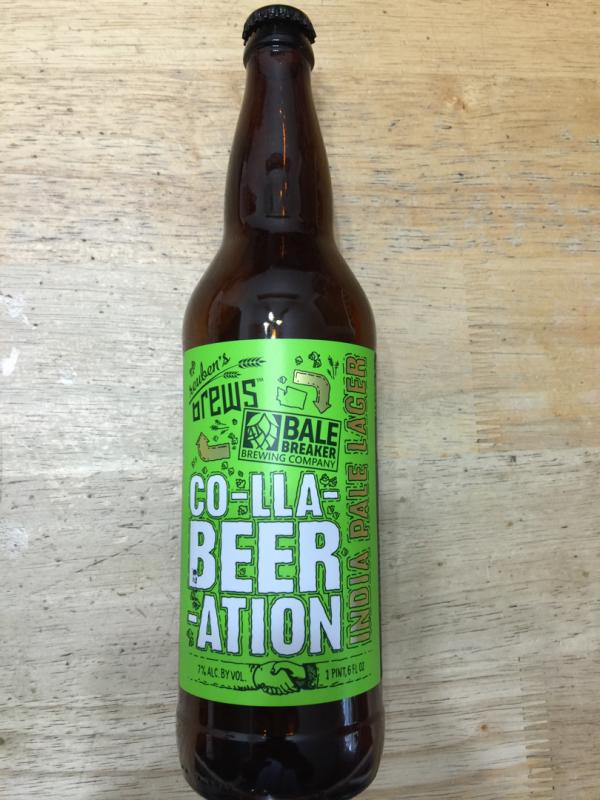 reuben's
brews™
BALE
BREAKER
BREWING COMPANY
CO-LLA-
BEER
-ATION
INDIA PALE LAGER
7% ALC. BY VOL.
1 PINT, 6 FL OZ